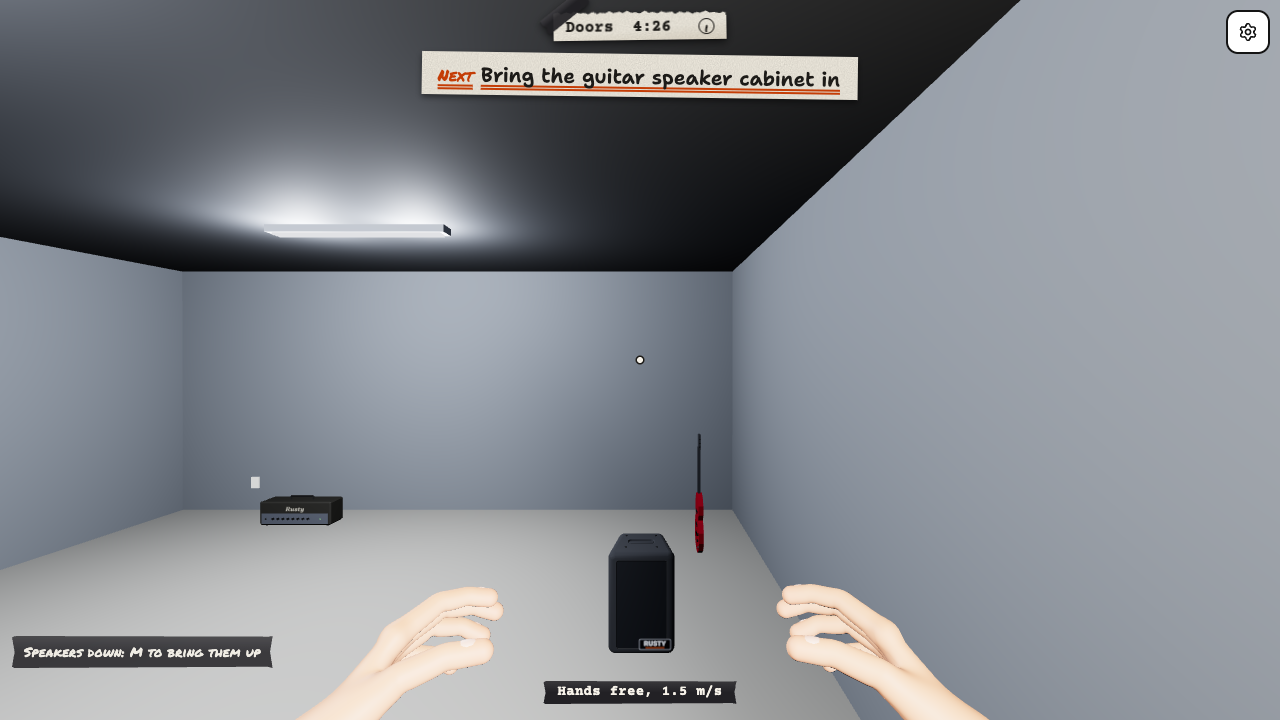 Doors 4:26
Next Bring the guitar speaker cabinet in
Rusty
RUSTY
Speakers down: M to bring them up
Hands free, 1.5 m/s